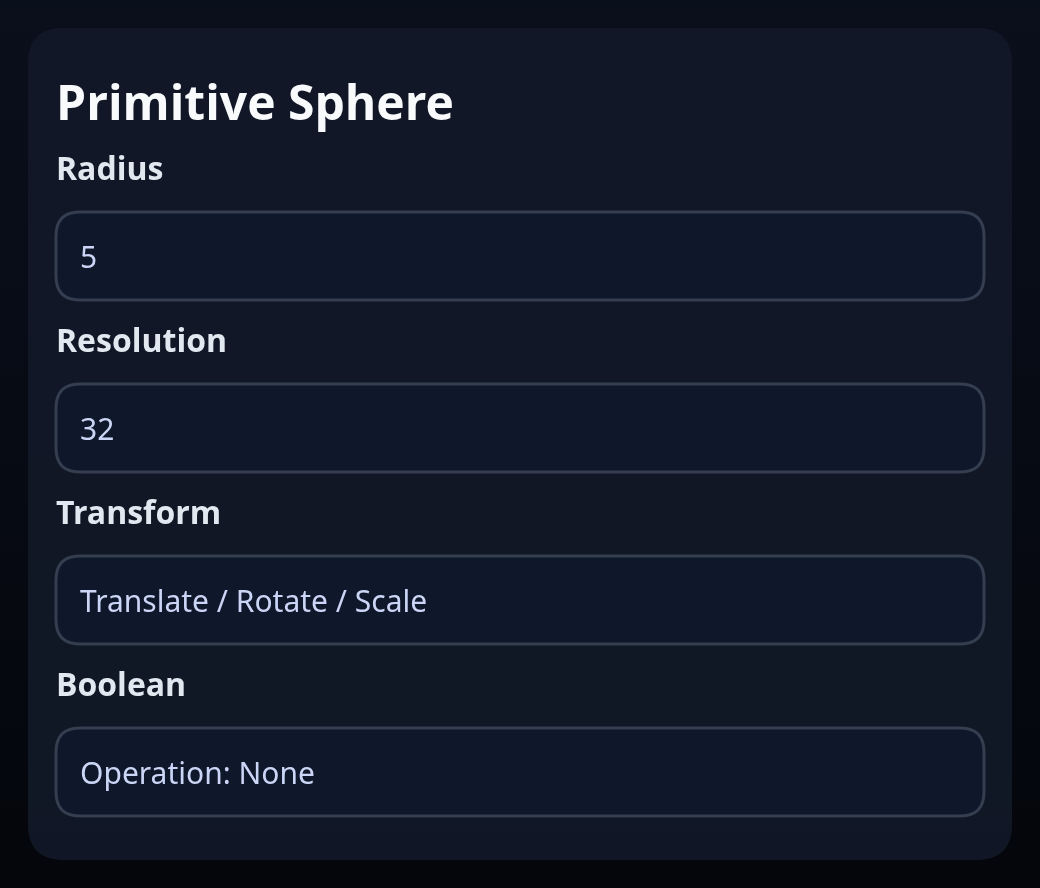 Primitive Sphere
Radius
5
Resolution
32
Transform
Translate / Rotate / Scale
Boolean
Operation: None